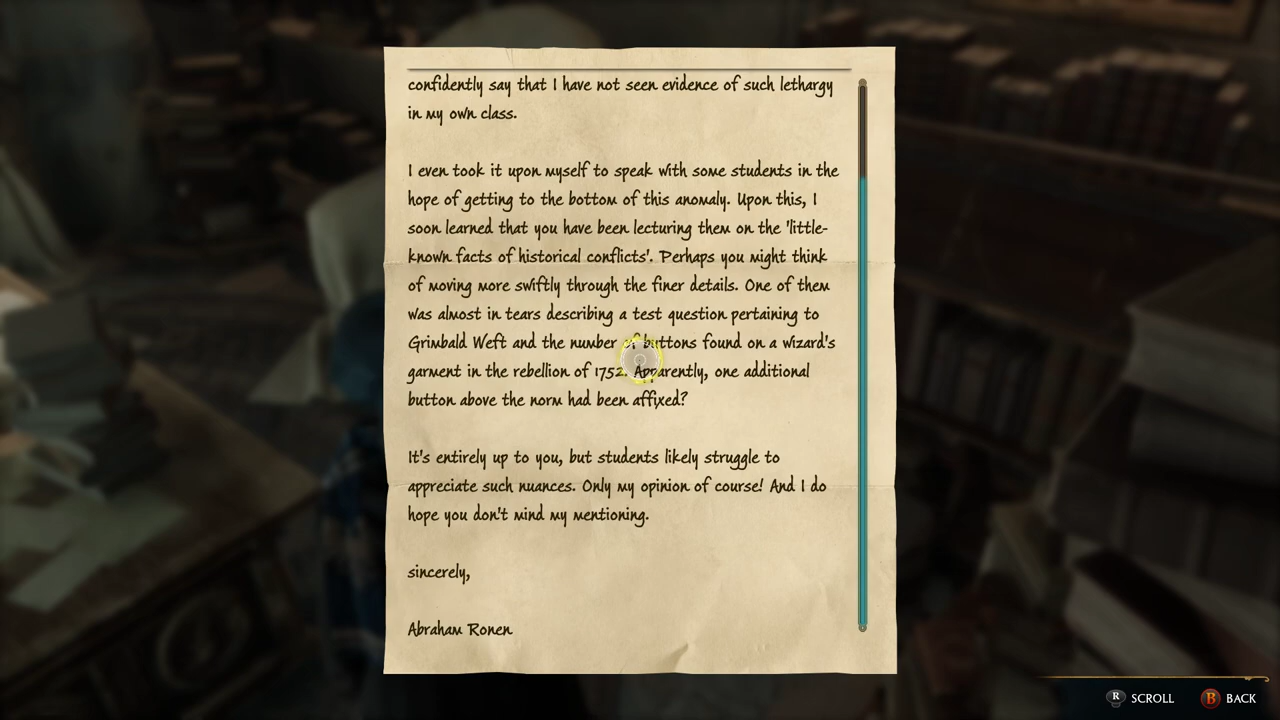 confidently say that I have not seen evidence of such lethargy
in my own class.
I even took it upon myself to speak with some students in the
hope of getting to the bottom of this anomaly. Upon this, I
soon learned that you have been lecturing them on the 'little-
known facts of historical conflicts'. Perhaps you might think
of moving more swiftly through the finer details. One of them
was almost in tears describing a test question pertaining to
Grimbald Weft and the number of buttons found on a wizard's
garment in the rebellion of 1752. Apparently, one additional
button above the norm had been affixed?
It's entirely up to you, but students likely struggle to
appreciate such nuances. Only my opinion of course! And I do
hope you don't mind my mentioning.
sincerely,
Abraham Ronen
R SCROLL B BACK